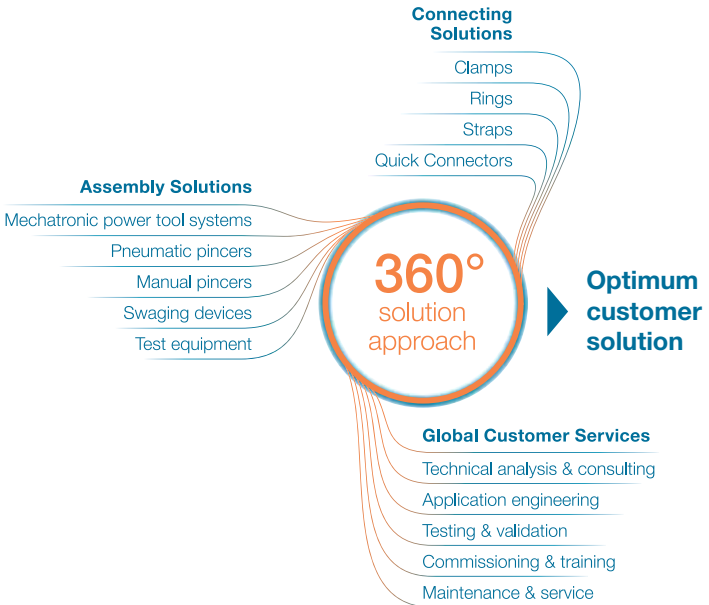 Connecting
Solutions
Clamps
Rings
Straps
Quick Connectors
Assembly Solutions
Mechatronic power tool systems
Pneumatic pincers
Manual pincers
Swaging devices
Test equipment
360°
solution
approach
Optimum
customer
solution
Global Customer Services
Technical analysis & consulting
Application engineering
Testing & validation
Commissioning & training
Maintenance & service